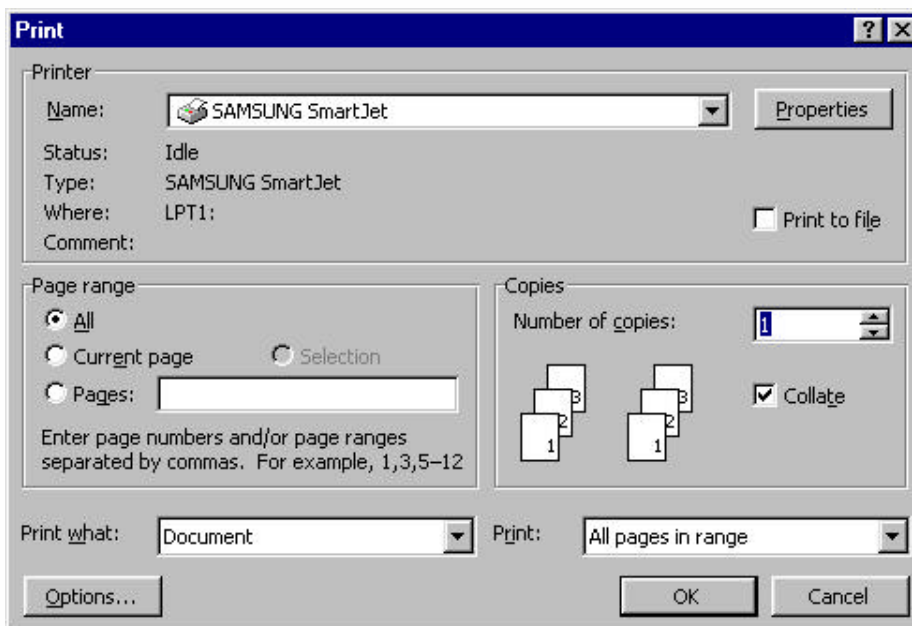 Print
Printer
Name: SAMSUNG SmartJet Properties
Status: Idle
Type: SAMSUNG SmartJet
Where: LPT1:
Print to file
Comment:
Page range
All
Current page Selection
Pages:
Enter page numbers and/or page ranges
separated by commas. For example, 1,3,5–12
Copies
Number of copies: 1
3 3
2 2
1 1
Collate
Print what: Document Print: All pages in range
Options... OK Cancel